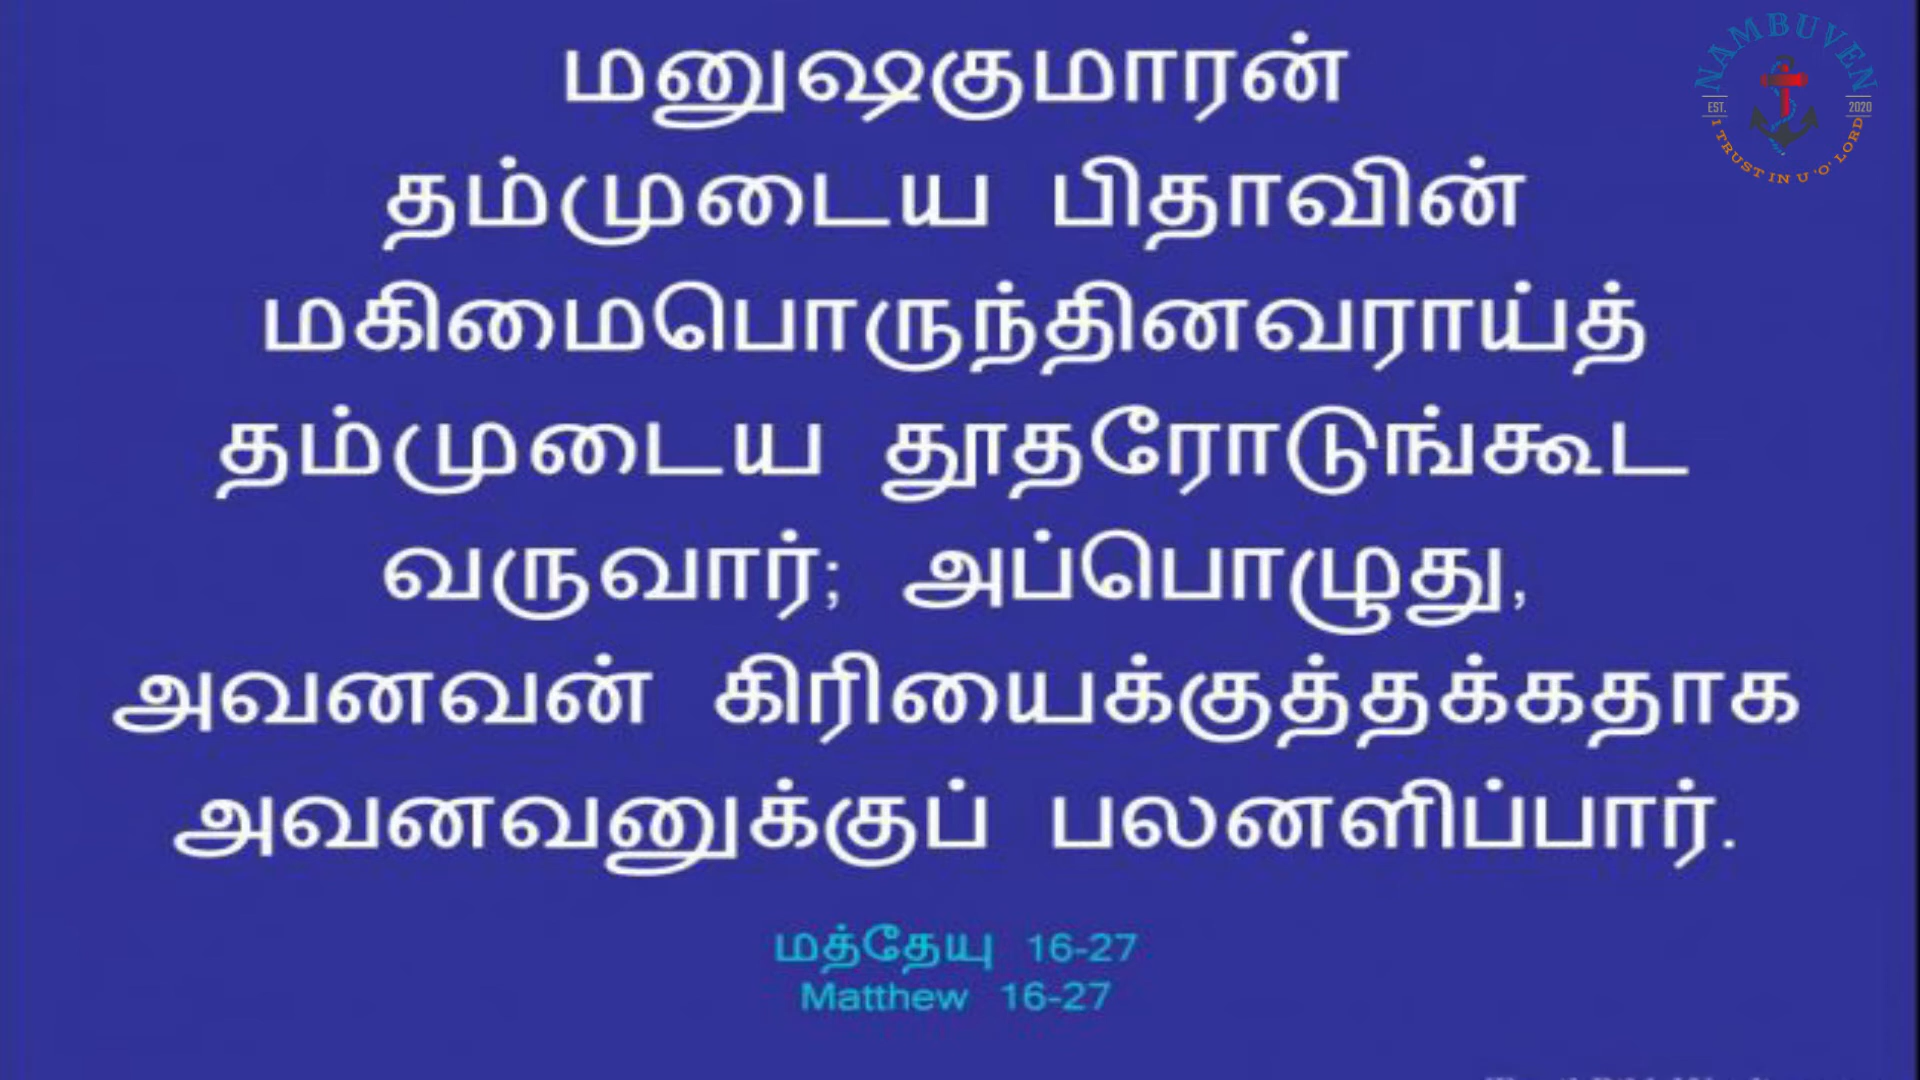 மனுஷகுமாரன்
தம்முடைய பிதாவின்
மகிமைபொருந்தினவராய்த்
தம்முடைய தூதரோடுங்கூட
வருவார்; அப்பொழுது,
அவனவன் கிரியைக்குத்தக்கதாக
அவனவனுக்குப் பலனளிப்பார்.
மத்தேயு 16-27
Matthew 16-27
NAMBUVEN
EST. 2020
I TRUST IN U 'O' LORD